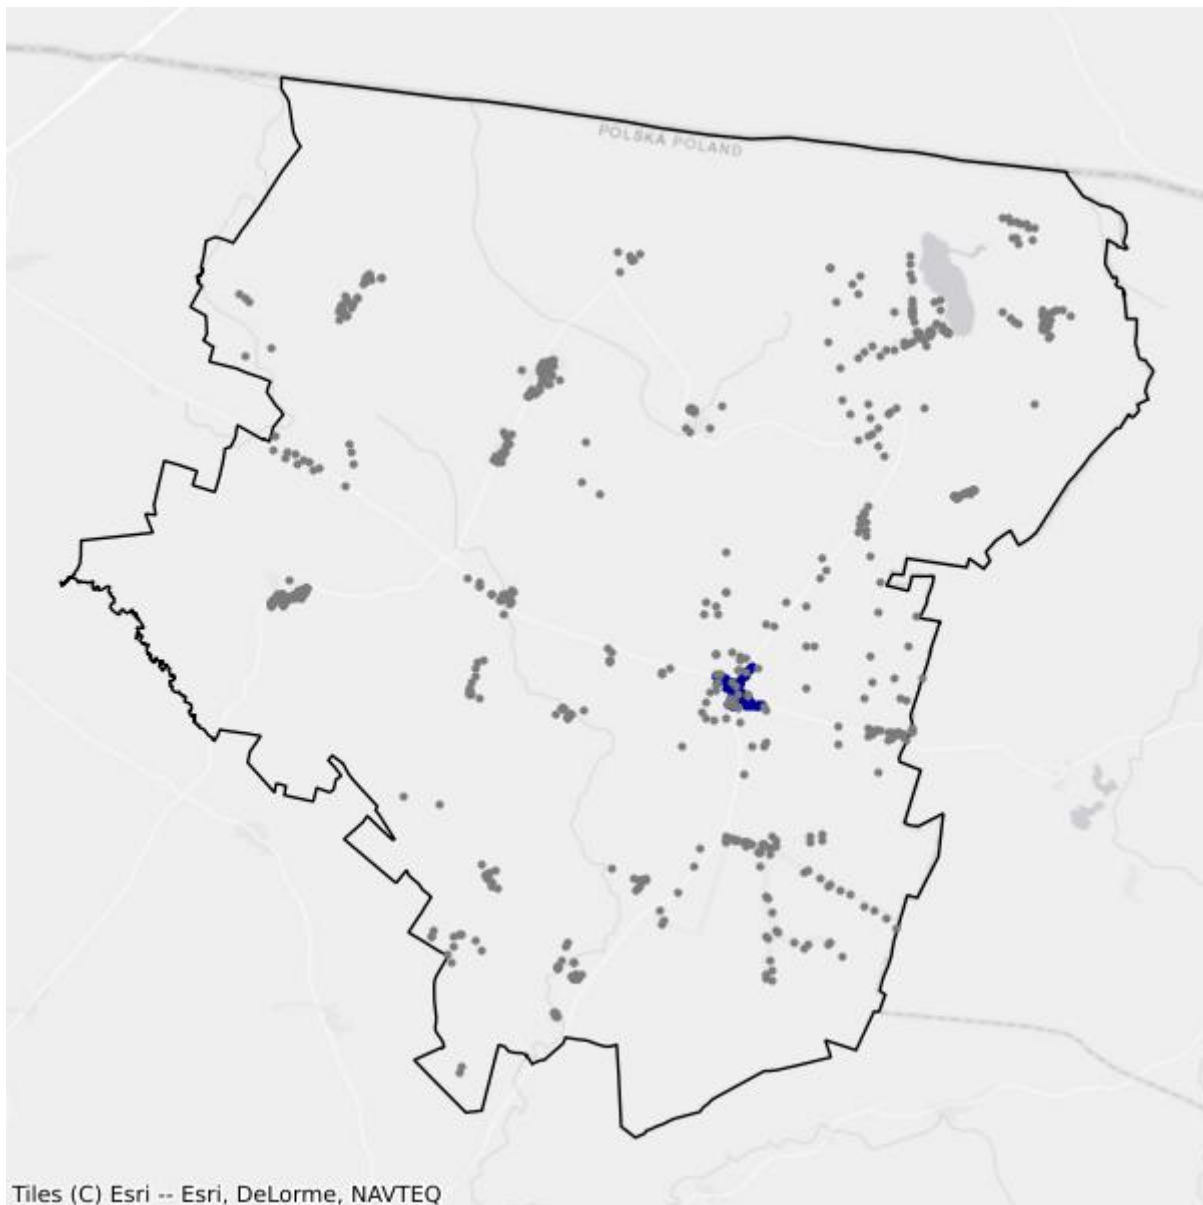 POLSKA POLAND
Tiles (C) Esri -- Esri, DeLorme, NAVTEQ